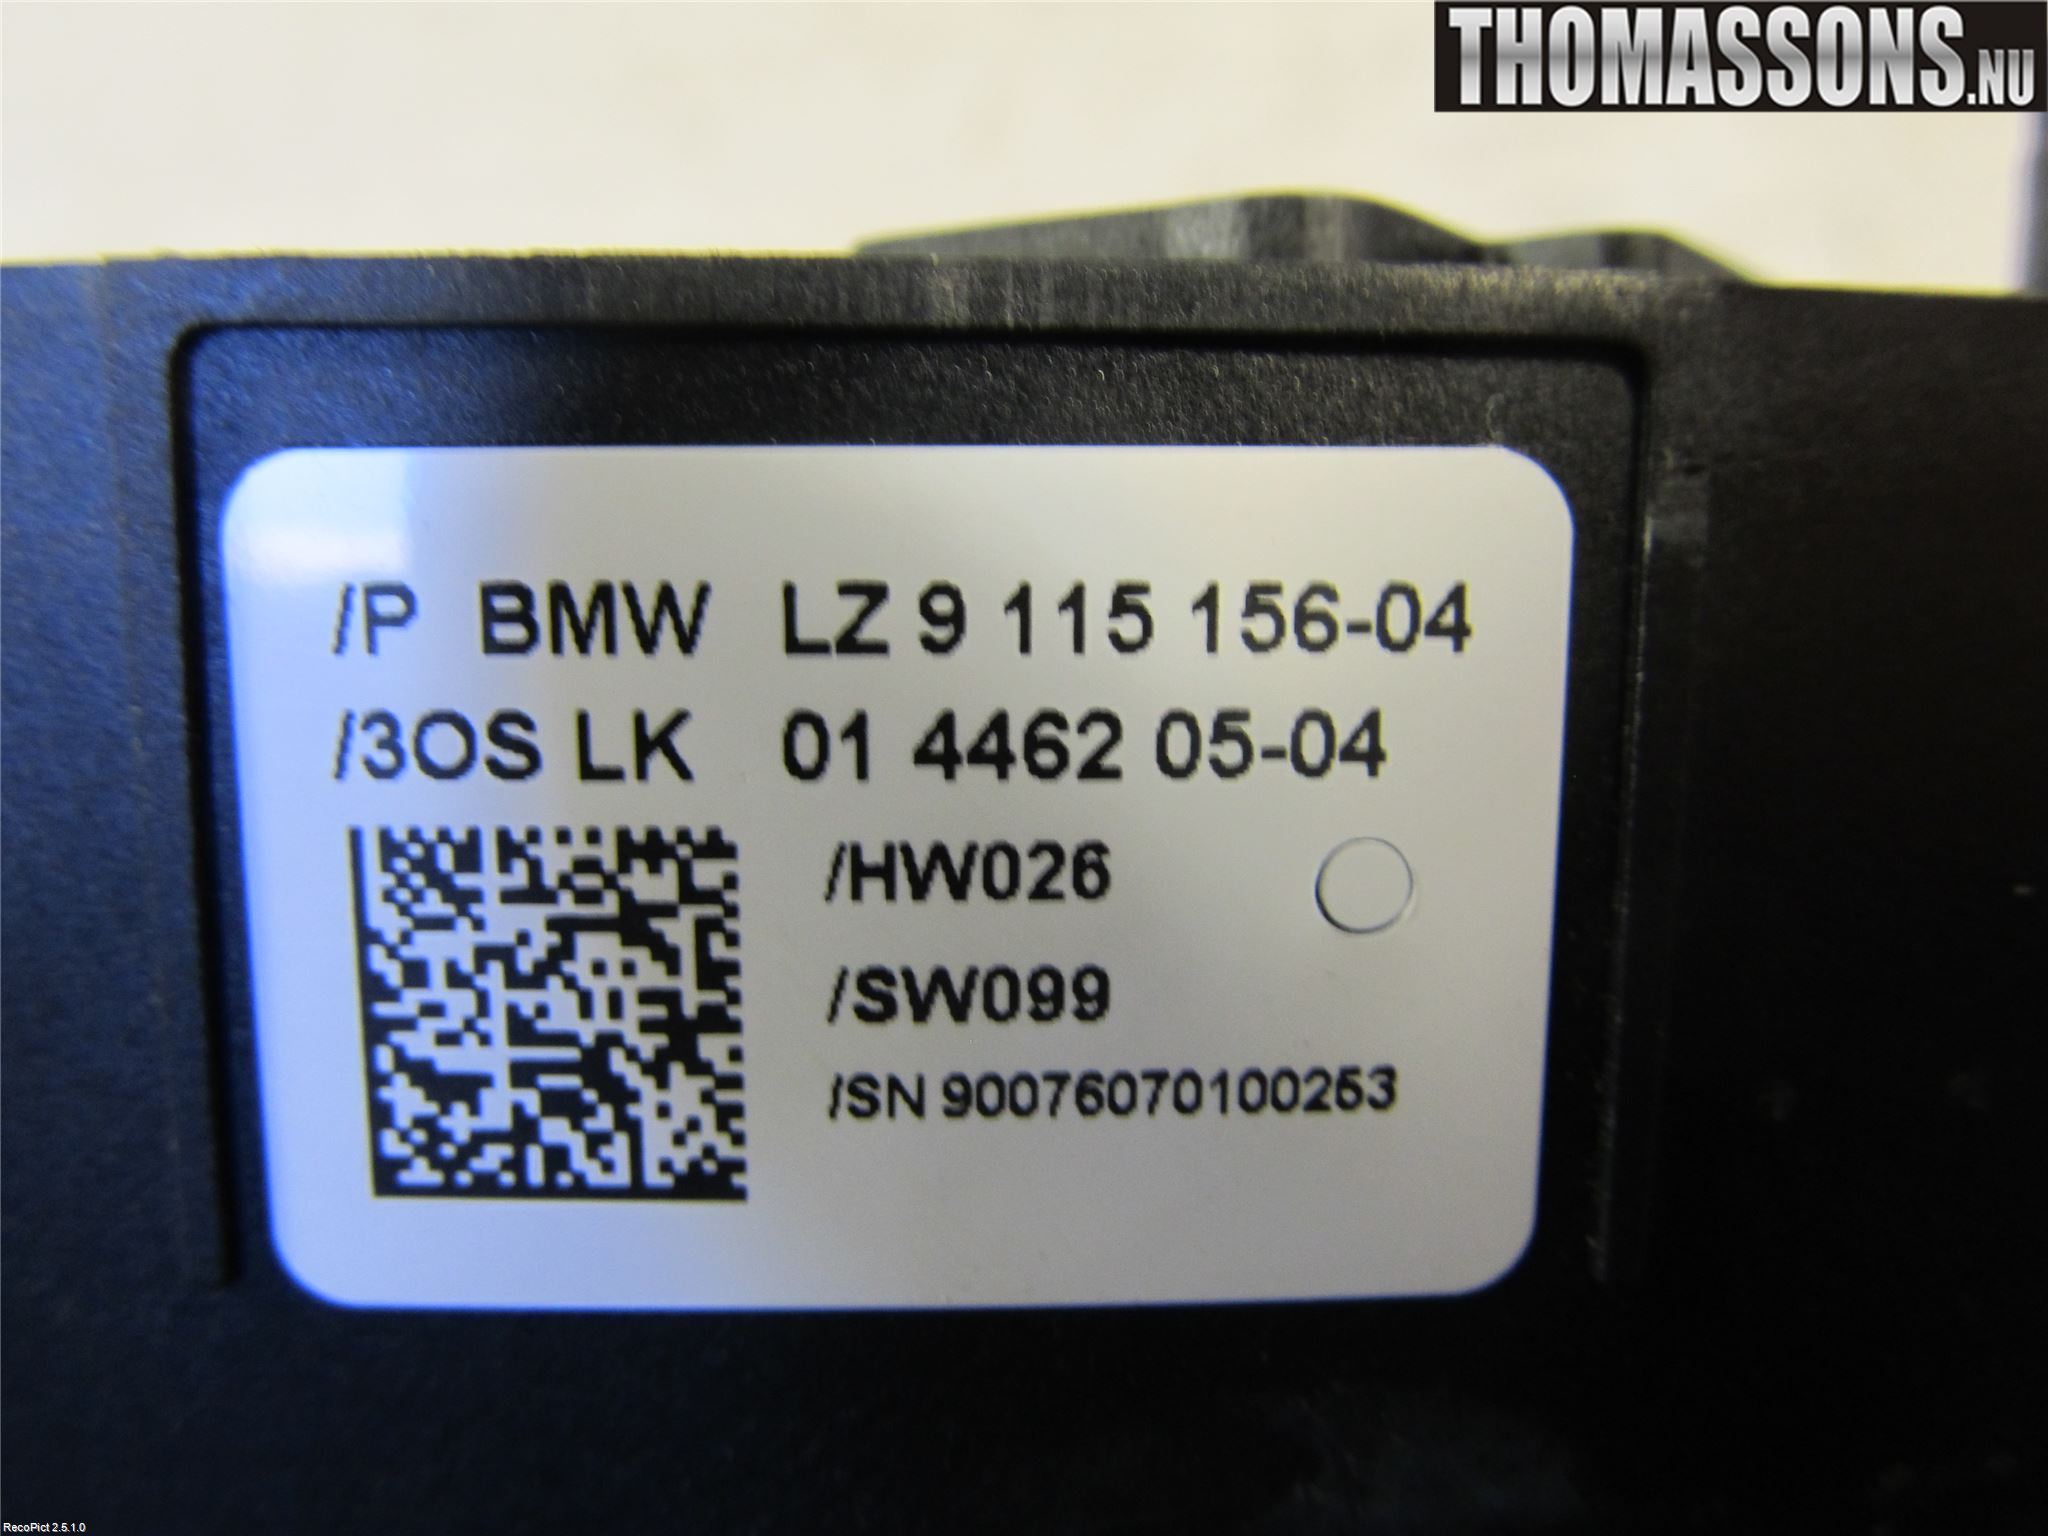 THOMASSONS.NU
/P BMW LZ 9 115 156-04
/3OS LK 01 4462 05-04
/HW026
/SW099
/SN 90076070100253
RecoPict 2.5.1.0